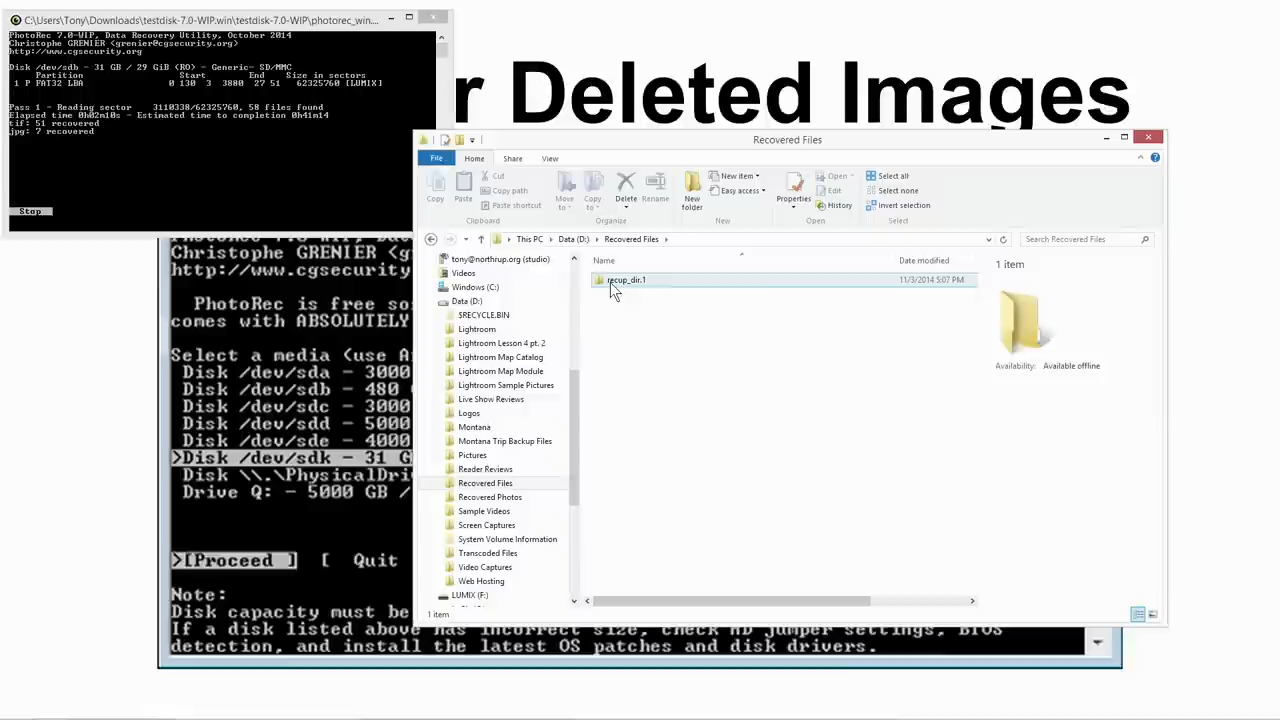 C:\Users\Tony\Downloads\testdisk-7.0-WIP.win\testdisk-7.0-WIP\photorec_win....
PhotoRec 7.0-WIP, Data Recovery Utility, October 2014
Christophe GRENIER <grenier@cgsecurity.org>
http://www.cgsecurity.org
Disk /dev/sdb - 31 GB / 29 GiB (RO) - Generic- SD/MMC
Partition Start End Size in sectors
1 P FAT32 LBA 0 130 3 3880 27 51 62325760 [LUMIX]
Pass 1 - Reading sector 3110338/62325760, 58 files found
Elapsed time 0h02m10s - Estimated time to completion 0h41m14
tif: 51 recovered
jpg: 7 recovered
Stop
r Deleted Images
Recovered Files
File Home Share View
Copy
Paste
Cut
Copy path
Paste shortcut
Clipboard
Move to
Copy to
Delete
Rename
Organize
New folder
New item
Easy access
New
Properties
Open
Edit
History
Open
Select all
Select none
Invert selection
Select
This PC Data (D:) Recovered Files
Search Recovered Files
tony@northrup.org (studio)
Videos
Windows (C:)
Data (D:)
$RECYCLE.BIN
Lightroom
Lightroom Lesson 4 pt. 2
Lightroom Map Catalog
Lightroom Map Module
Lightroom Sample Pictures
Live Show Reviews
Logos
Montana
Montana Trip Backup Files
Pictures
Reader Reviews
Recovered Files
Recovered Photos
Sample Videos
Screen Captures
System Volume Information
Transcoded Files
Video Captures
Web Hosting
LUMIX (F:)
Name Date modified
recup_dir.1 11/3/2014 5:07 PM
1 item
Availability: Available offline
1 item
Christophe GRENIER <g
http://www.cgsecurity
PhotoRec is free so
comes with ABSOLUTELY
Select a media (use A
Disk /dev/sda - 3000
Disk /dev/sdb - 480
Disk /dev/sdc - 3000
Disk /dev/sdd - 5000
Disk /dev/sde - 4000
>Disk /dev/sdk - 31 G
Disk \\.\PhysicalDri
Drive Q: - 5000 GB /
>[Proceed ] [ Quit
Note:
Disk capacity must be
If a disk listed above has incorrect size, check HD jumper settings, BIOS
detection, and install the latest OS patches and disk drivers.